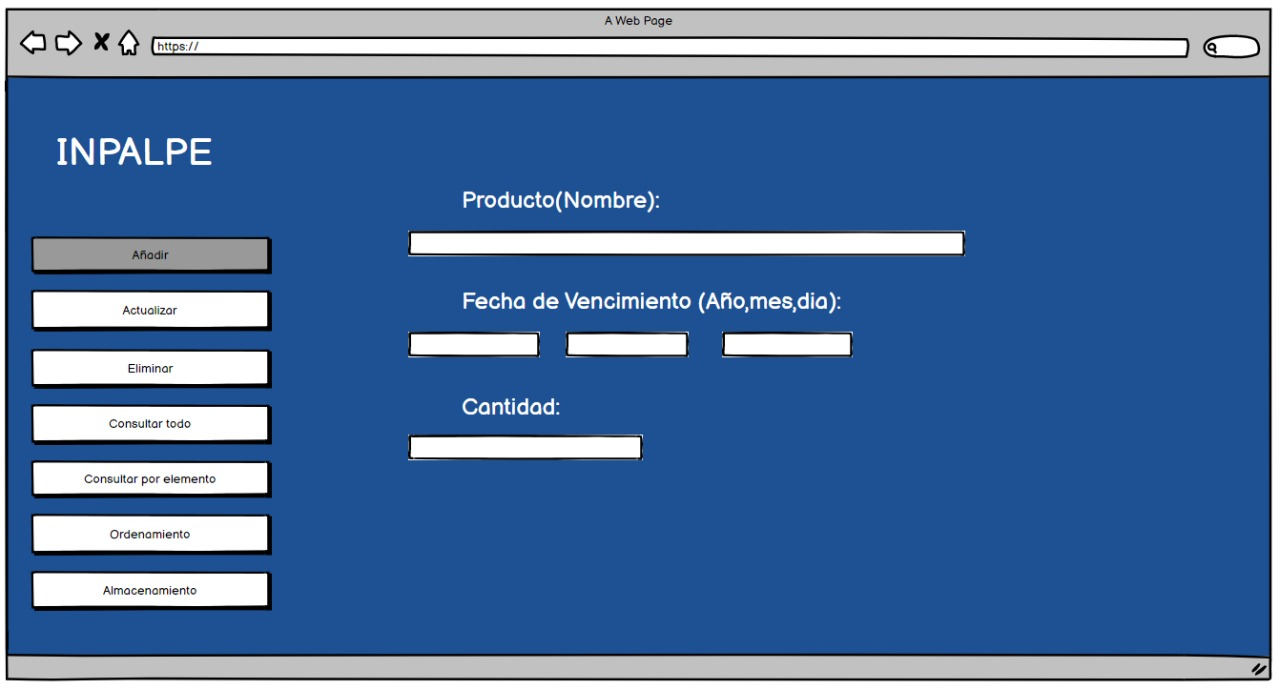 A Web Page
https://
INPALPE
Añadir
Actualizar
Eliminar
Consultar todo
Consultar por elemento
Ordenamiento
Almacenamiento
Producto(Nombre):
Fecha de Vencimiento (Año,mes,dia):
Cantidad: